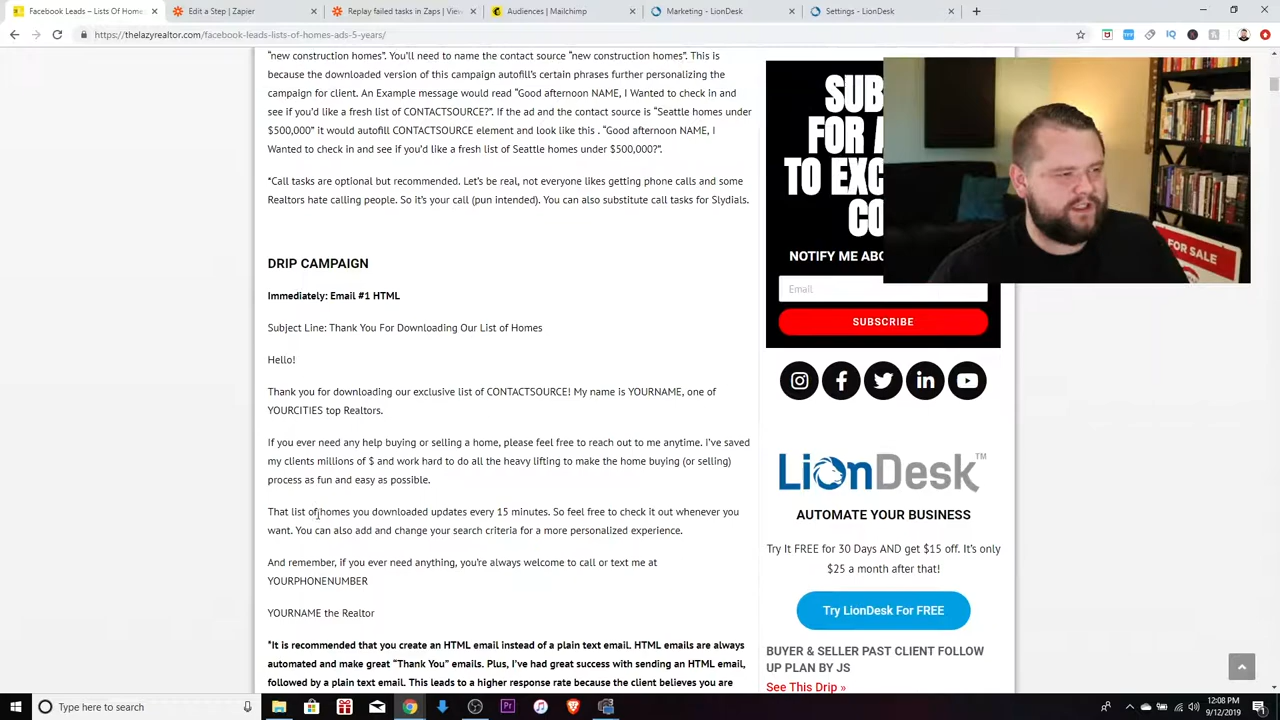 Facebook Leads – Lists Of Home
Edit a Step | Zapier
Replay failed tasks in Zaps | View
Audiences | Mailchimp
Marketing - LionDesk
Settings - LionDesk
https://thelazyrealtor.com/facebook-leads-lists-of-homes-ads-5-years/
"new construction homes". You'll need to name the contact source "new construction homes". This is
because the downloaded version of this campaign autofill's certain phrases further personalizing the
campaign for client. An Example message would read "Good afternoon NAME, I Wanted to check in and
see if you'd like a fresh list of CONTACTSOURCE?". If the ad and the contact source is "Seattle homes under
$500,000" it would autofill CONTACTSOURCE element and look like this . "Good afternoon NAME, I
Wanted to check in and see if you'd like a fresh list of Seattle homes under $500,000?".
*Call tasks are optional but recommended. Let's be real, not everyone likes getting phone calls and some
Realtors hate calling people. So it's your call (pun intended). You can also substitute call tasks for Slydials.
DRIP CAMPAIGN
Immediately: Email #1 HTML
Subject Line: Thank You For Downloading Our List of Homes
Hello!
Thank you for downloading our exclusive list of CONTACTSOURCE! My name is YOURNAME, one of
YOURCITIES top Realtors.
If you ever need any help buying or selling a home, please feel free to reach out to me anytime. I've saved
my clients millions of $ and work hard to do all the heavy lifting to make the home buying (or selling)
process as fun and easy as possible.
That list of homes you downloaded updates every 15 minutes. So feel free to check it out whenever you
want. You can also add and change your search criteria for a more personalized experience.
And remember, if you ever need anything, you're always welcome to call or text me at
YOURPHONENUMBER
YOURNAME the Realtor
*It is recommended that you create an HTML email instead of a plain text email. HTML emails are always
automated and make great "Thank You" emails. Plus, I've had great success with sending an HTML email,
followed by a plain text email. This leads to a higher response rate because the client believes you are
SUB
FOR A
TO EXC
CO
NOTIFY ME ABO
Email
SUBSCRIBE
FOR SALE
LionDesk™
AUTOMATE YOUR BUSINESS
Try It FREE for 30 Days AND get $15 off. It's only
$25 a month after that!
Try LionDesk For FREE
BUYER & SELLER PAST CLIENT FOLLOW
UP PLAN BY JS
See This Drip »
Type here to search
12:08 PM
9/12/2019